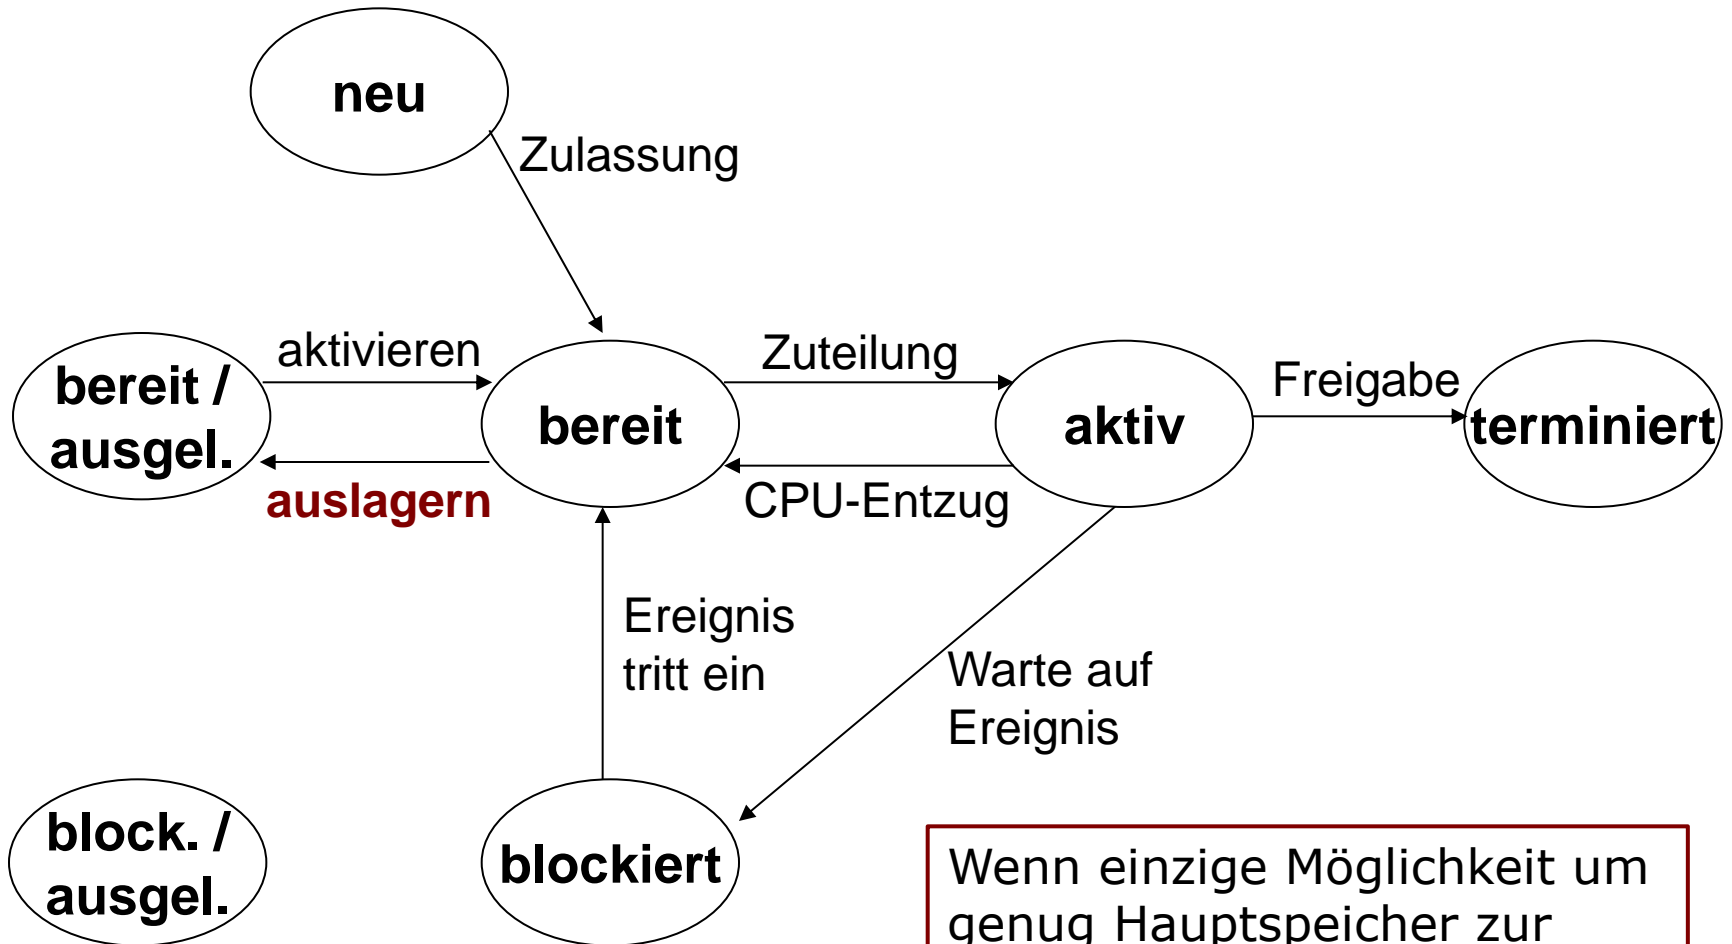 neu
Zulassung
aktivieren
Zuteilung
Freigabe
bereit /
ausgel.
bereit
aktiv
terminiert
auslagern
CPU-Entzug
Ereignis
tritt ein
Warte auf
Ereignis
block. /
ausgel.
blockiert
Wenn einzige Möglichkeit um
genug Hauptspeicher zur